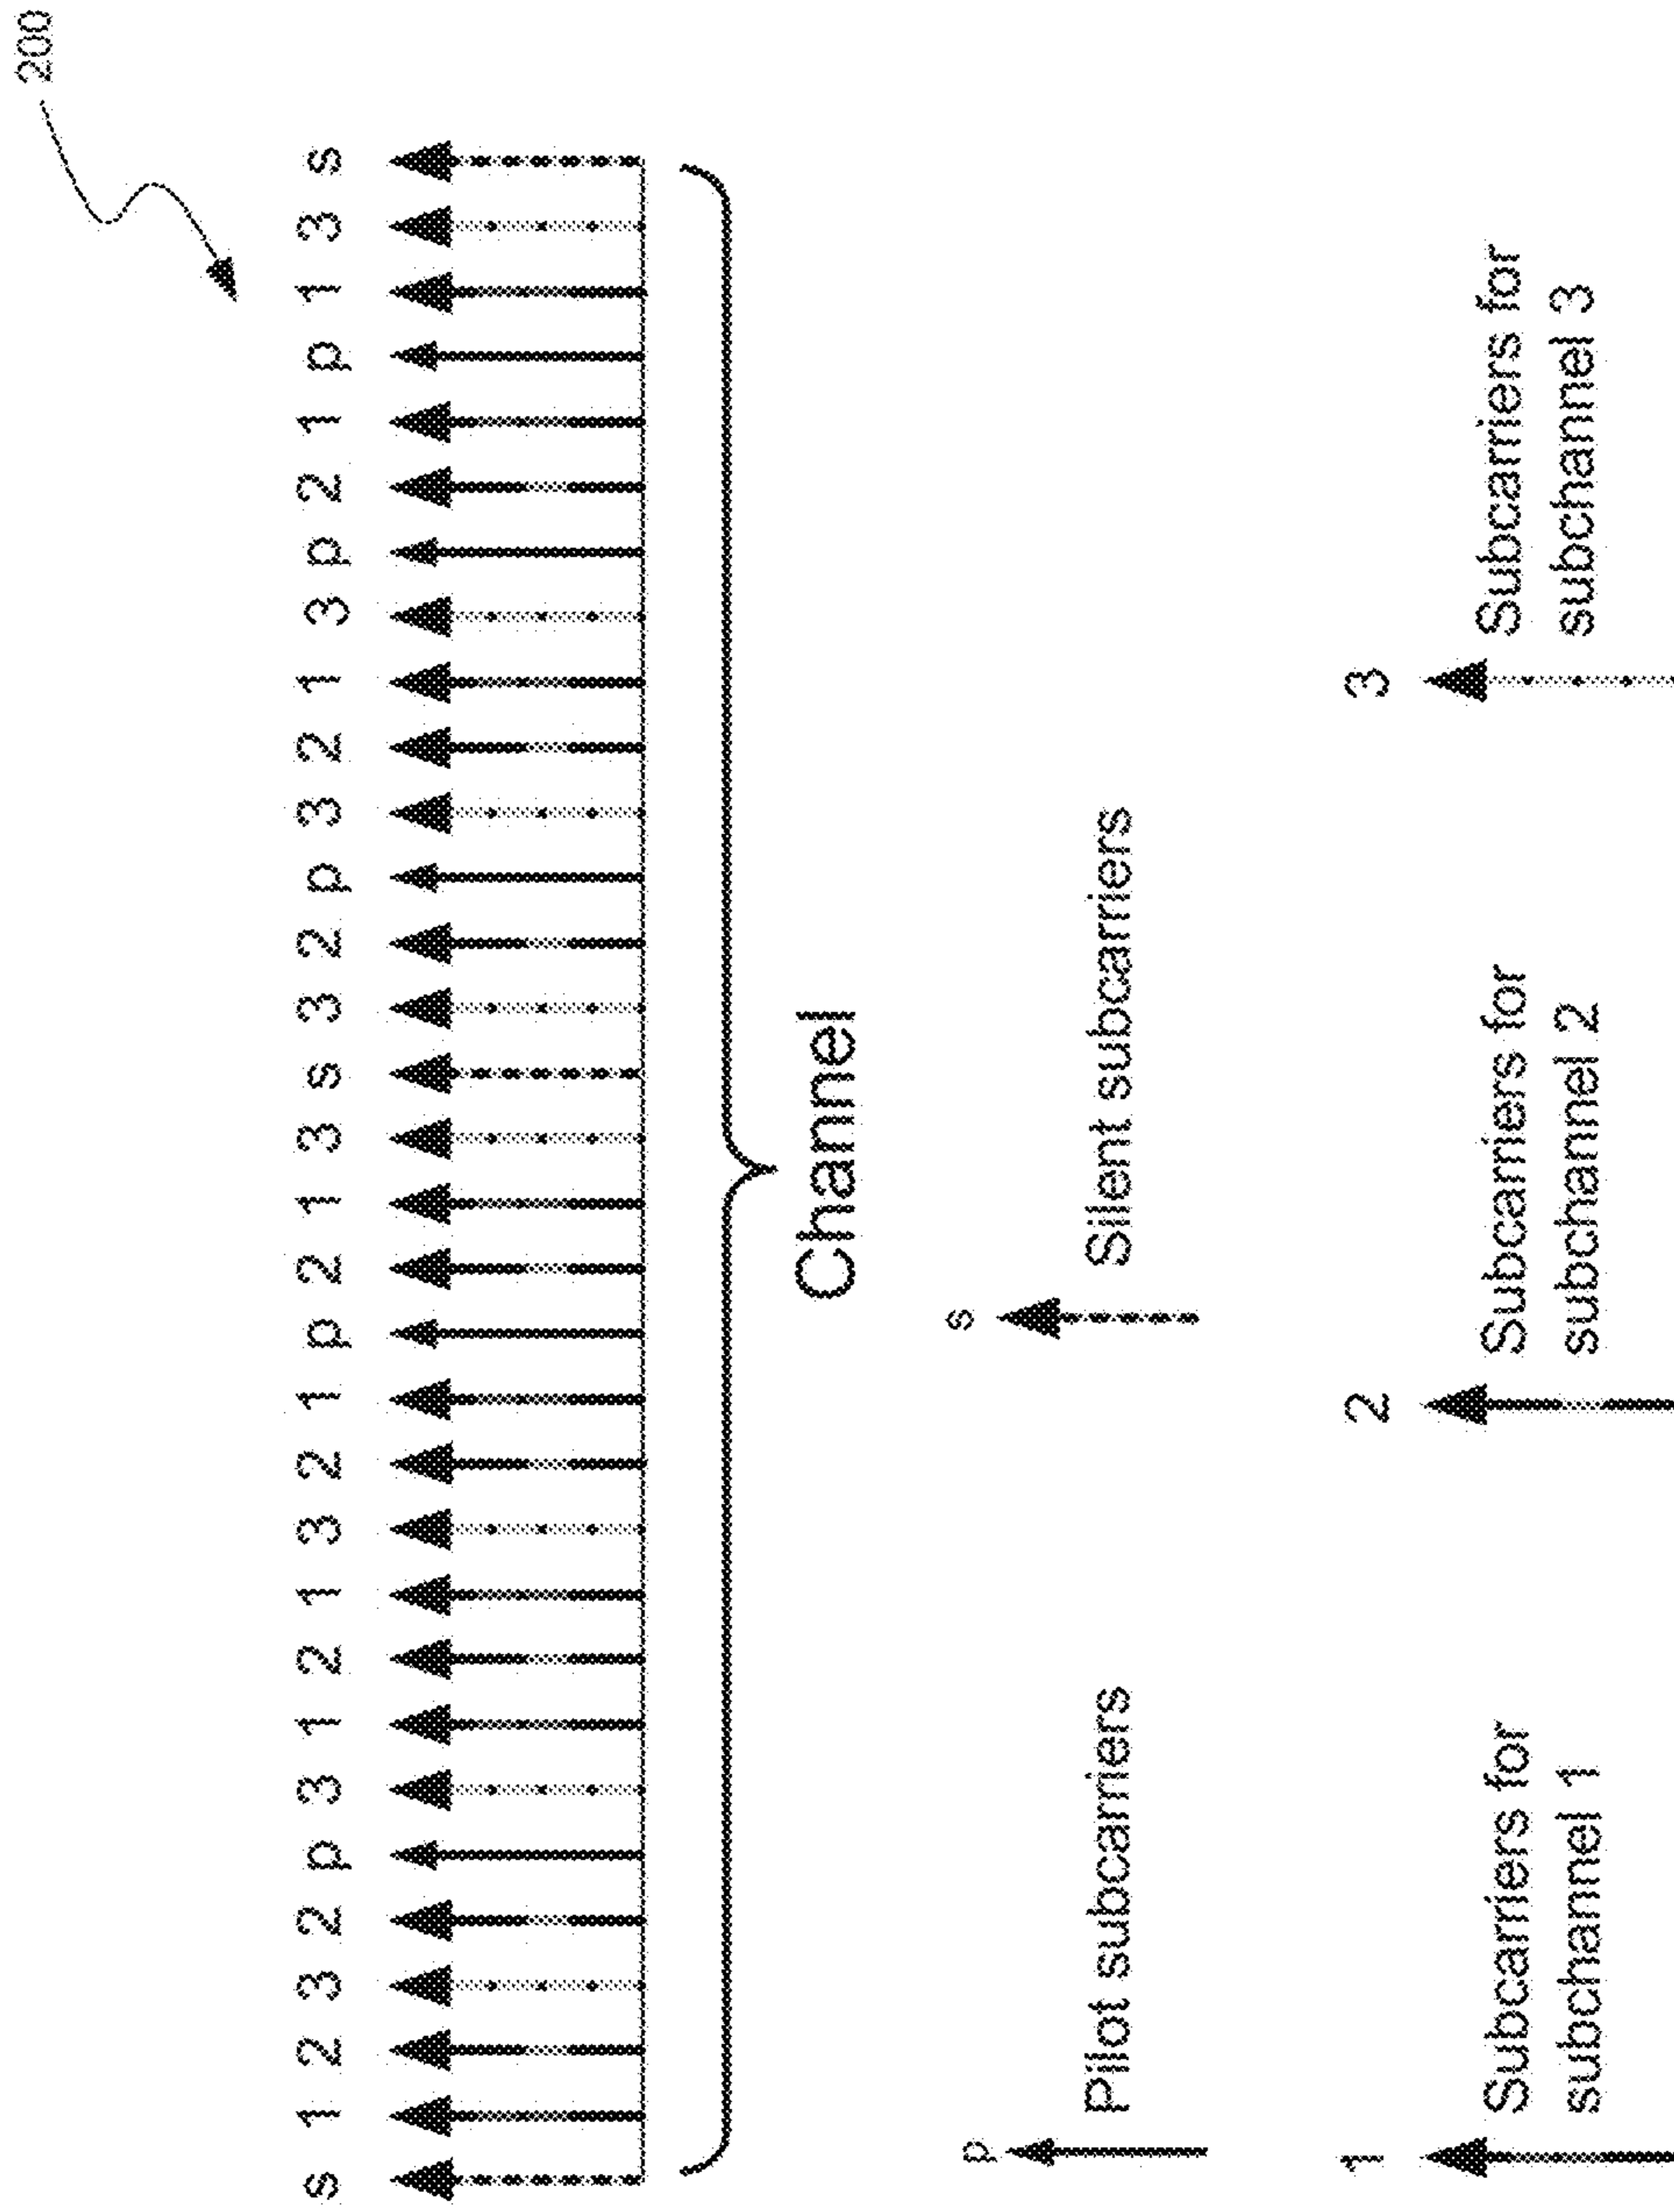 200
s 1 2 3 2 p 3 1 2 1 3 2 1 p 2 1 3 s 3 2 p 3 2 1 3 p 2 1 p 1 3 s
Channel
p
Pilot subcarriers
s
Silent subcarriers
1
Subcarriers for
subchannel 1
2
Subcarriers for
subchannel 2
3
Subcarriers for
subchannel 3